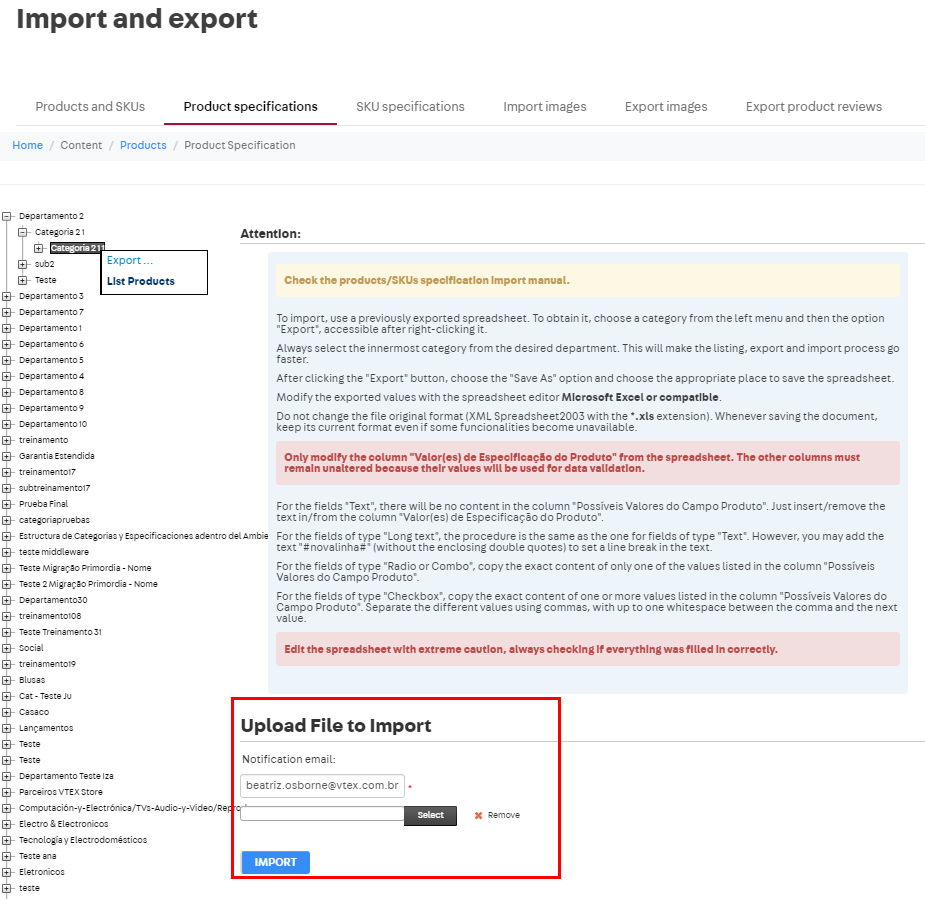 Import and export
Products and SKUs
Product specifications
SKU specifications
Import images
Export images
Export product reviews
Home / Content / Products / Product Specification
Departamento 2
Categoria 2 1
Categoria 2 1 1
Export ...
List Products
sub2
Teste
Departamento 3
Departamento 7
Departamento 1
Departamento 6
Departamento 5
Departamento 4
Departamento 8
Departamento 9
Departamento 10
treinamento
Garantia Estendida
treinamento17
subtreinamento17
Prueba Final
categoriapruebas
Estructura de Categorias y Especificaciones adentro del Ambie
teste middleware
Teste Migração Primordia - Nome
Teste 2 Migração Primordia - Nome
Departamento30
treinamento108
Teste Treinamento 31
Social
treinamento19
Blusas
Cat - Teste Ju
Casaco
Lançamentos
Teste
Teste
Departamento Teste Iza
Parceiros VTEX Store
Computación-y-Electrónica/TVs-Audio-y-Video/Reprod
Electro & Electronicos
Tecnología y Electrodomésticos
Teste ana
Eletronicos
teste
Attention:
Check the products/SKUs specification import manual.
To import, use a previously exported spreadsheet. To obtain it, choose a category from the left menu and then the option
"Export", accessible after right-clicking it.
Always select the innermost category from the desired department. This will make the listing, export and import process go
faster.
After clicking the "Export" button, choose the "Save As" option and choose the appropriate place to save the spreadsheet.
Modify the exported values with the spreadsheet editor Microsoft Excel or compatible.
Do not change the file original format (XML Spreadsheet2003 with the *.xls extension). Whenever saving the document,
keep its current format even if some funcionalities become unavailable.
Only modify the column "Valor(es) de Especificação do Produto" from the spreadsheet. The other columns must
remain unaltered because their values will be used for data validation.
For the fields "Text", there will be no content in the column "Possíveis Valores do Campo Produto". Just insert/remove the
text in/from the column "Valor(es) de Especificação do Produto".
For the fields of type "Long text", the procedure is the same as the one for fields of type "Text". However, you may add the
text "#novalinha#" (without the enclosing double quotes) to set a line break in the text.
For the fields of type "Radio or Combo", copy the exact content of only one of the values listed in the column "Possíveis
Valores do Campo Produto".
For the fields of type "Checkbox", copy the exact content of one or more values listed in the column "Possíveis Valores do
Campo Produto". Separate the different values using commas, with up to one whitespace between the comma and the next
value.
Edit the spreadsheet with extreme caution, always checking if everything was filled in correctly.
Upload File to Import
Notification email:
beatriz.osborne@vtex.com.br *
Select
Remove
IMPORT